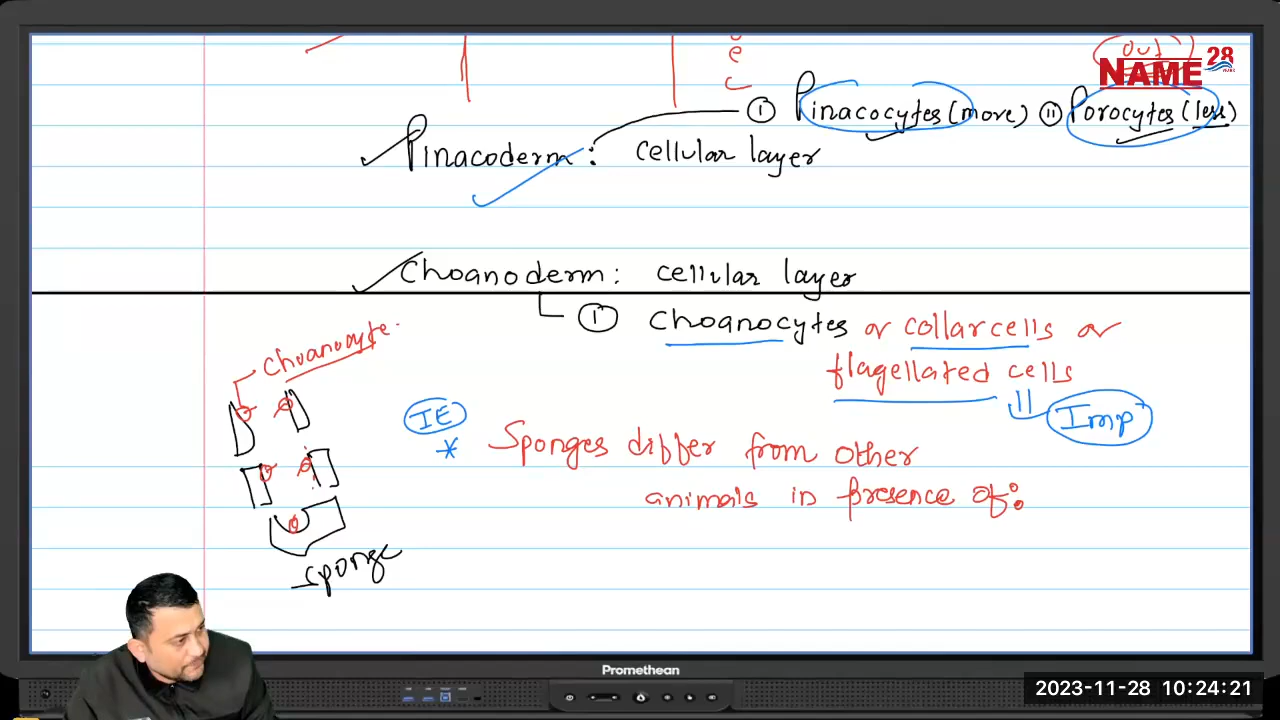 out
NAME 28
e
① Pinacocytes (more) ⑪ Porocytes (less)
Pinacoderm : cellular layer
Choanoderm: cellular layer
① Choanocytes or collarcells or
flagellated cells
Choanocyte.
IE
Imp
* Sponges differ from other
animals in presence of:
Sponge
Promethean
2023-11-28 10:24:21